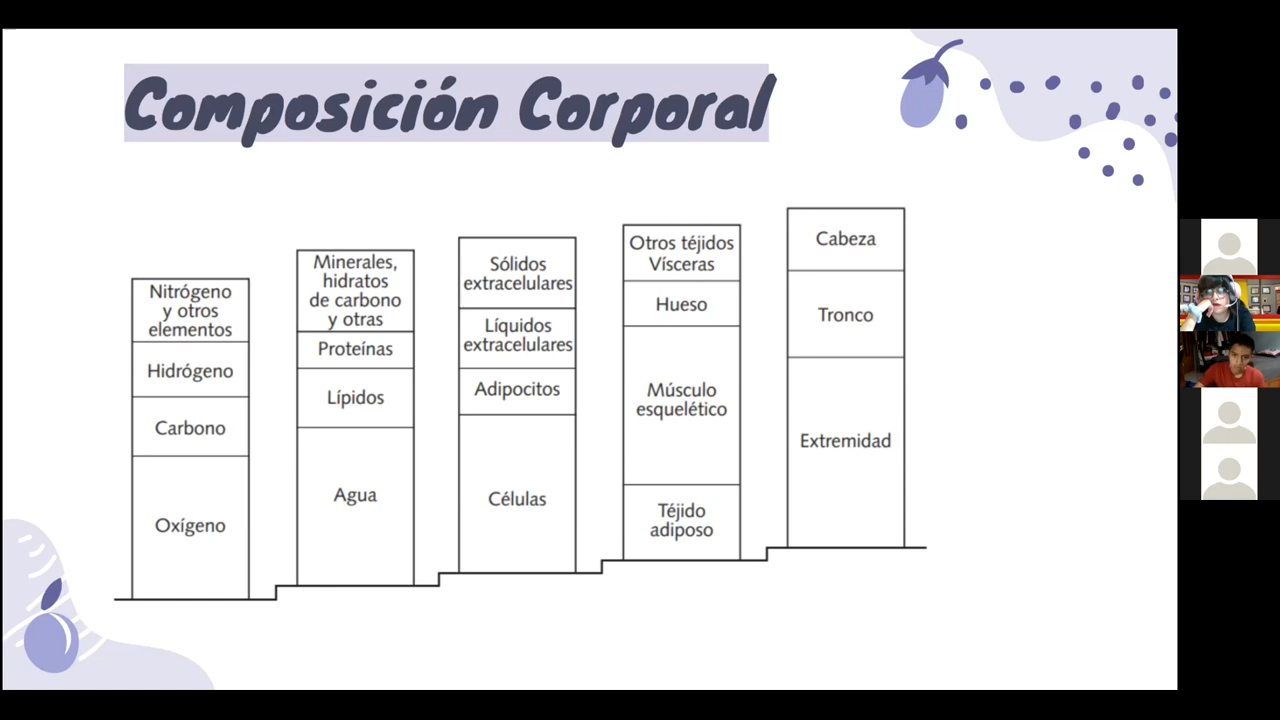 Composición Corporal
Nitrógeno
y otros
elementos
Hidrógeno
Carbono
Oxígeno
Minerales,
hidratos
de carbono
y otras
Proteínas
Lípidos
Agua
Sólidos
extracelulares
Líquidos
extracelulares
Adipocitos
Células
Otros téjidos
Vísceras
Hueso
Músculo
esquelético
Téjido
adiposo
Cabeza
Tronco
Extremidad